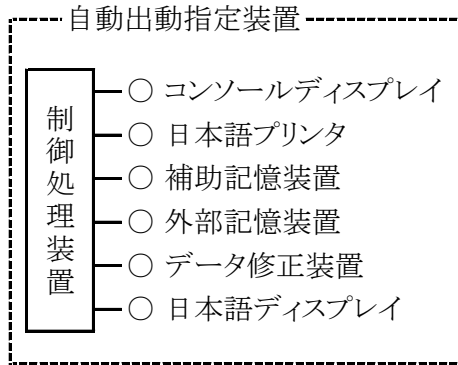 自動出動指定装置
制御処理装置
○ コンソールディスプレイ
○ 日本語プリンタ
○ 補助記憶装置
○ 外部記憶装置
○ データ修正装置
○ 日本語ディスプレイ